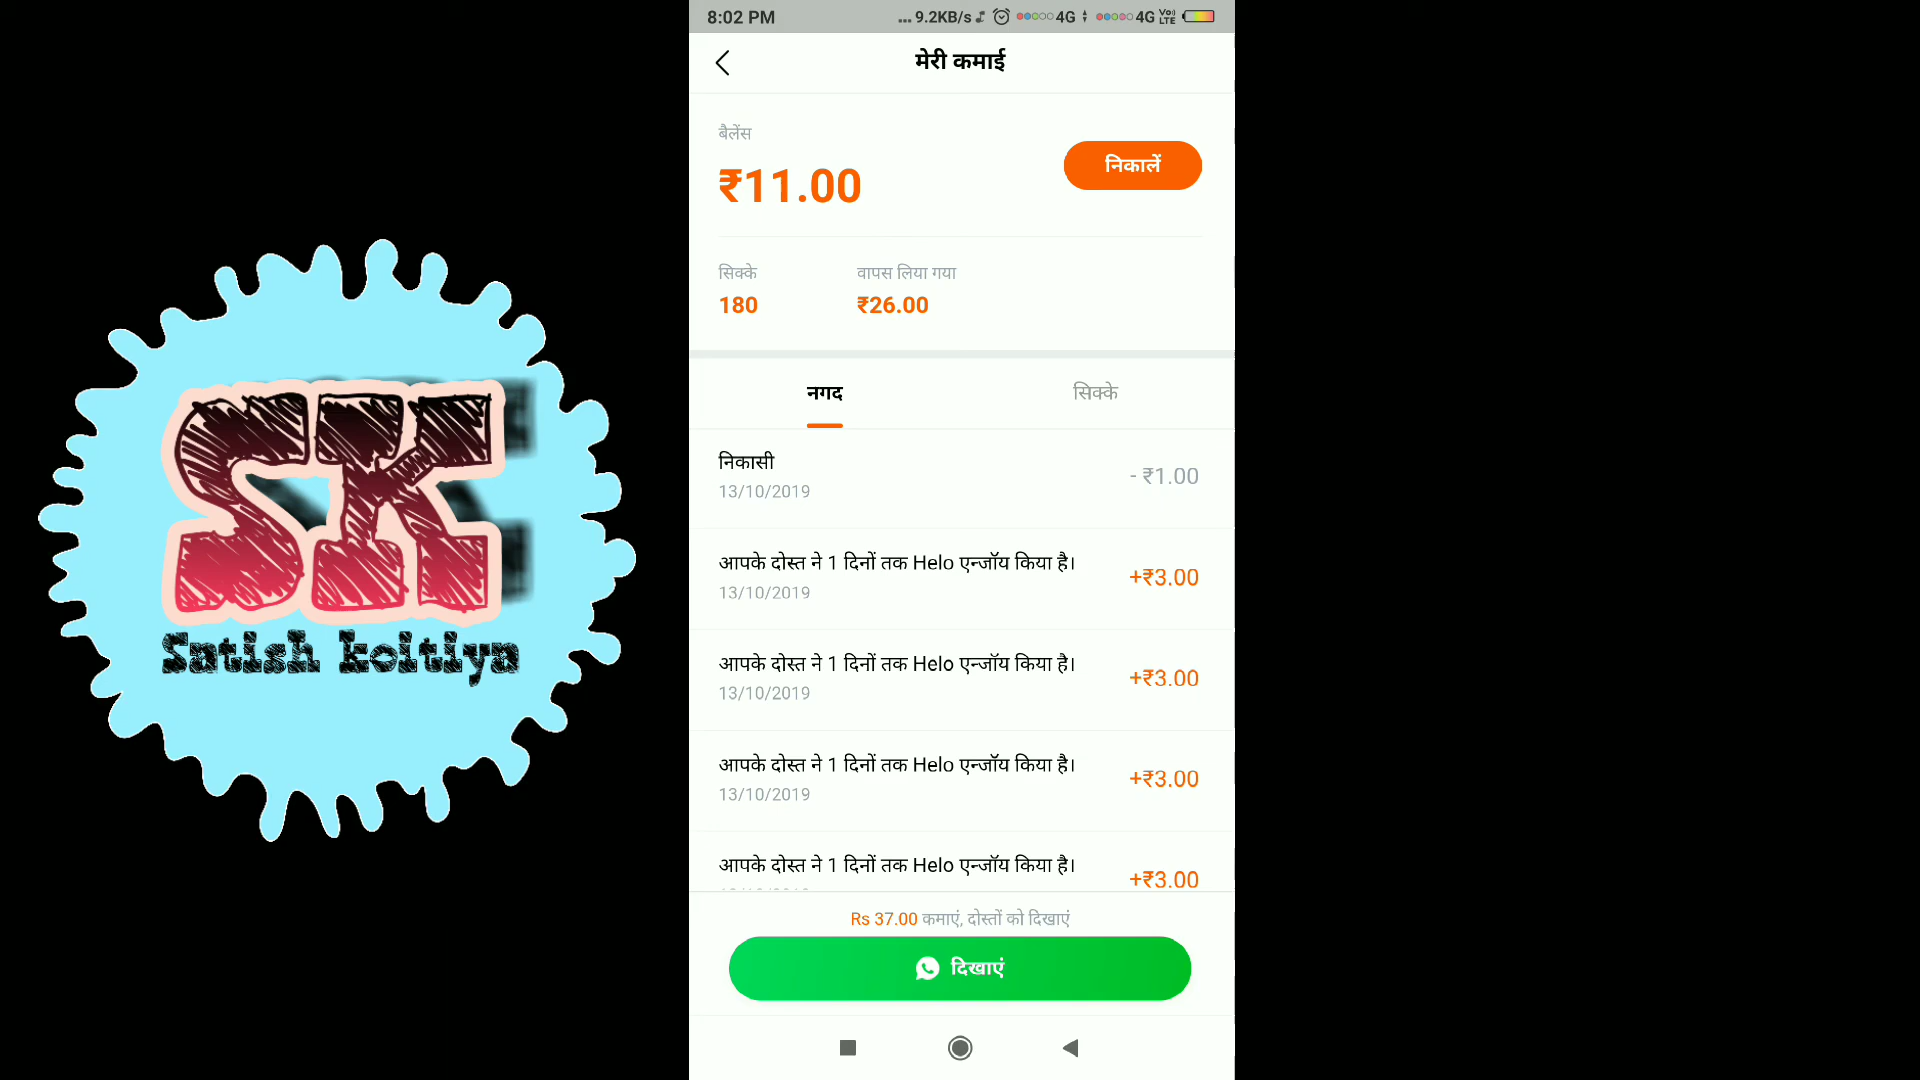 8:02 PM
... 9.2KB/s 4G 4G Vo) LTE
मेरी कमाई
बैलेंस
₹11.00
निकालें
सिक्के
वापस लिया गया
180
₹26.00
नगद
सिक्के
निकासी
- ₹1.00
13/10/2019
आपके दोस्त ने 1 दिनों तक Helo एन्जॉय किया है।
+₹3.00
13/10/2019
आपके दोस्त ने 1 दिनों तक Helo एन्जॉय किया है।
+₹3.00
13/10/2019
आपके दोस्त ने 1 दिनों तक Helo एन्जॉय किया है।
+₹3.00
13/10/2019
आपके दोस्त ने 1 दिनों तक Helo एन्जॉय किया है।
+₹3.00
Rs 37.00 कमाएं, दोस्तों को दिखाएं
दिखाएं
SK
Satish koitiya